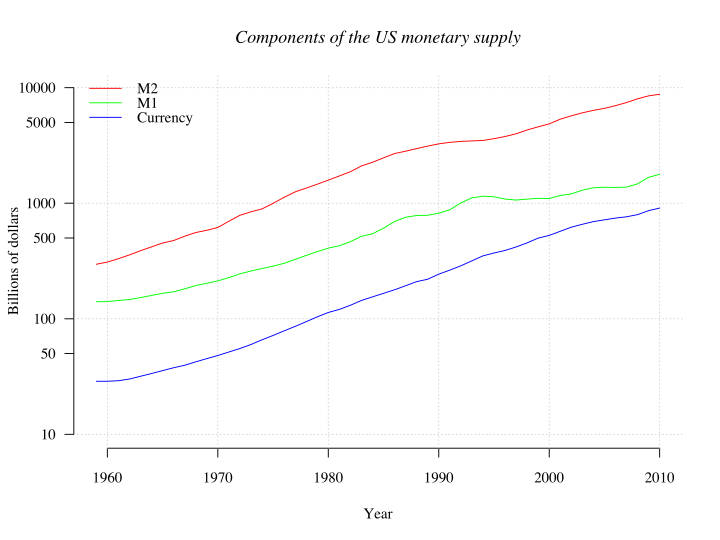 Components of the US monetary supply
M2
M1
Currency
10000
5000
1000
500
100
50
10
Billions of dollars
1960 1970 1980 1990 2000 2010
Year